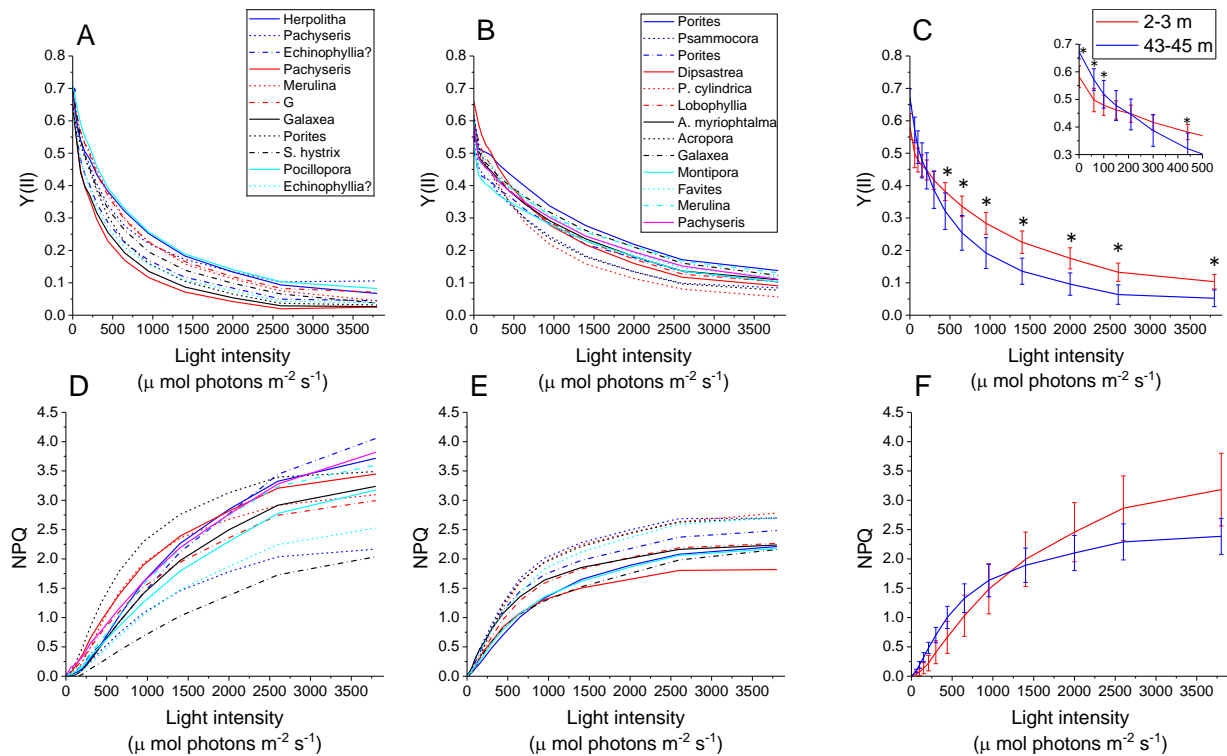 A
Y(II)
0.8
0.7
0.6
0.5
0.4
0.3
0.2
0.1
0.0
0 500 1000 1500 2000 2500 3000 3500
Light intensity
(μ mol photons m-2 s-1)
Herpolitha
Pachyseris
Echinophyllia?
Pachyseris
Merulina
G
Galaxea
Porites
S. hystrix
Pocillopora
Echinophyllia?
B
Y(II)
0.8
0.7
0.6
0.5
0.4
0.3
0.2
0.1
0.0
0 500 1000 1500 2000 2500 3000 3500
Light intensity
(μ mol photons m-2 s-1)
Porites
Psammocora
Porites
Dipsastrea
P. cylindrica
Lobophyllia
A. myriophtalma
Acropora
Galaxea
Montipora
Favites
Merulina
Pachyseris
C
Y(II)
0.8
0.7
0.6
0.5
0.4
0.3
0.2
0.1
0.0
0 500 1000 1500 2000 2500 3000 3500
Light intensity
(μ mol photons m-2 s-1)
* * * * * * *
2-3 m
43-45 m
0.7
0.6
0.5
0.4
0.3
0 100 200 300 400 500
* * * *
D
NPQ
4.5
4.0
3.5
3.0
2.5
2.0
1.5
1.0
0.5
0.0
0 500 1000 1500 2000 2500 3000 3500
Light intensity
(μ mol photons m-2 s-1)
E
NPQ
4.5
4.0
3.5
3.0
2.5
2.0
1.5
1.0
0.5
0.0
0 500 1000 1500 2000 2500 3000 3500
Light intensity
(μ mol photons m-2 s-1)
F
NPQ
4.5
4.0
3.5
3.0
2.5
2.0
1.5
1.0
0.5
0.0
0 500 1000 1500 2000 2500 3000 3500
Light intensity
(μ mol photons m-2 s-1)